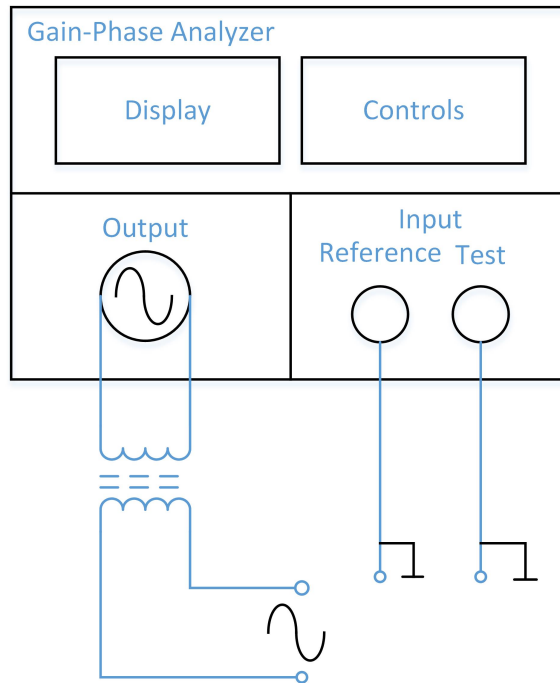 Gain-Phase Analyzer
Display
Controls
Output
Input
Reference Test